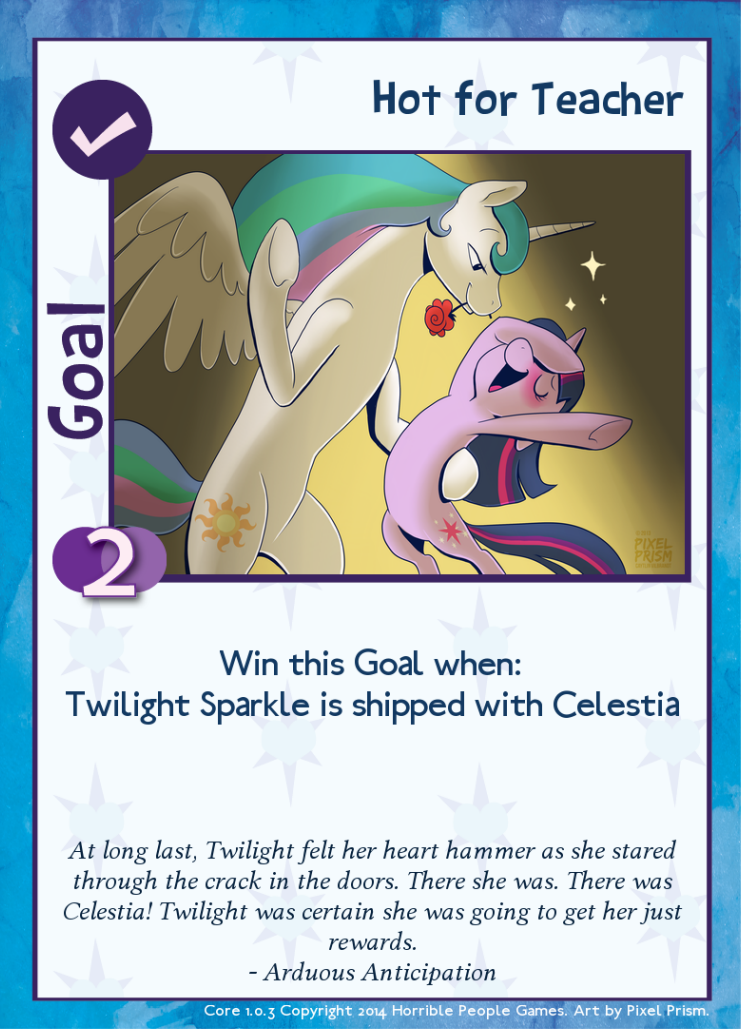 Hot for Teacher
Goal
2
PIXEL
PRISM
Win this Goal when:
Twilight Sparkle is shipped with Celestia
At long last, Twilight felt her heart hammer as she stared
through the crack in the doors. There she was. There was
Celestia! Twilight was certain she was going to get her just
rewards.
- Arduous Anticipation
Core 1.0.3 Copyright 2014 Horrible People Games. Art by Pixel Prism.